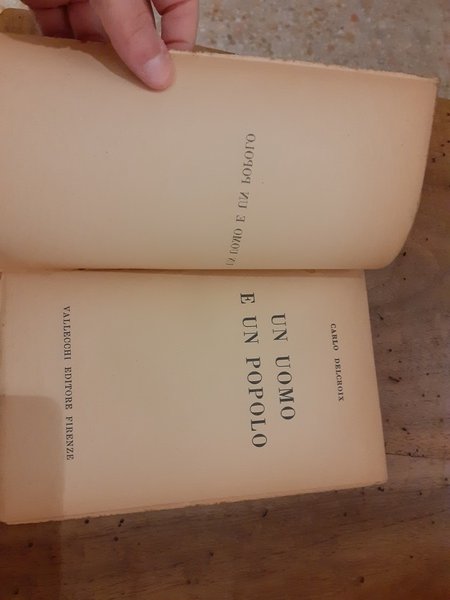 UN UOMO E UN POPOLO
CARLO DELCROIX
UN UOMO
E UN POPOLO
VALLECCHI EDITORE FIRENZE